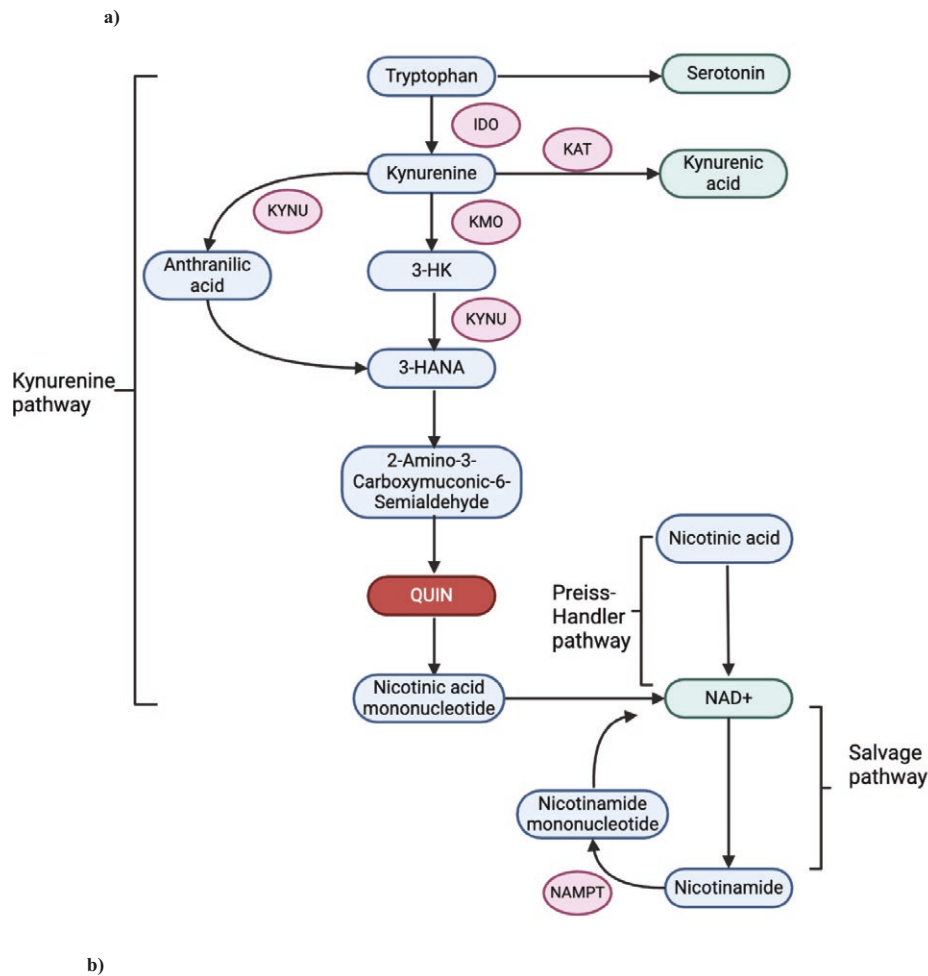 a)
Tryptophan
Serotonin
IDO
KAT
Kynurenine
Kynurenic
acid
KYNU
KMO
Anthranilic
acid
3-HK
KYNU
3-HANA
Kynurenine
pathway
2-Amino-3-
Carboxymuconic-6-
Semialdehyde
Nicotinic acid
QUIN
Preiss-
Handler
pathway
Nicotinic acid
mononucleotide
NAD+
Salvage
pathway
Nicotinamide
mononucleotide
NAMPT
Nicotinamide
b)